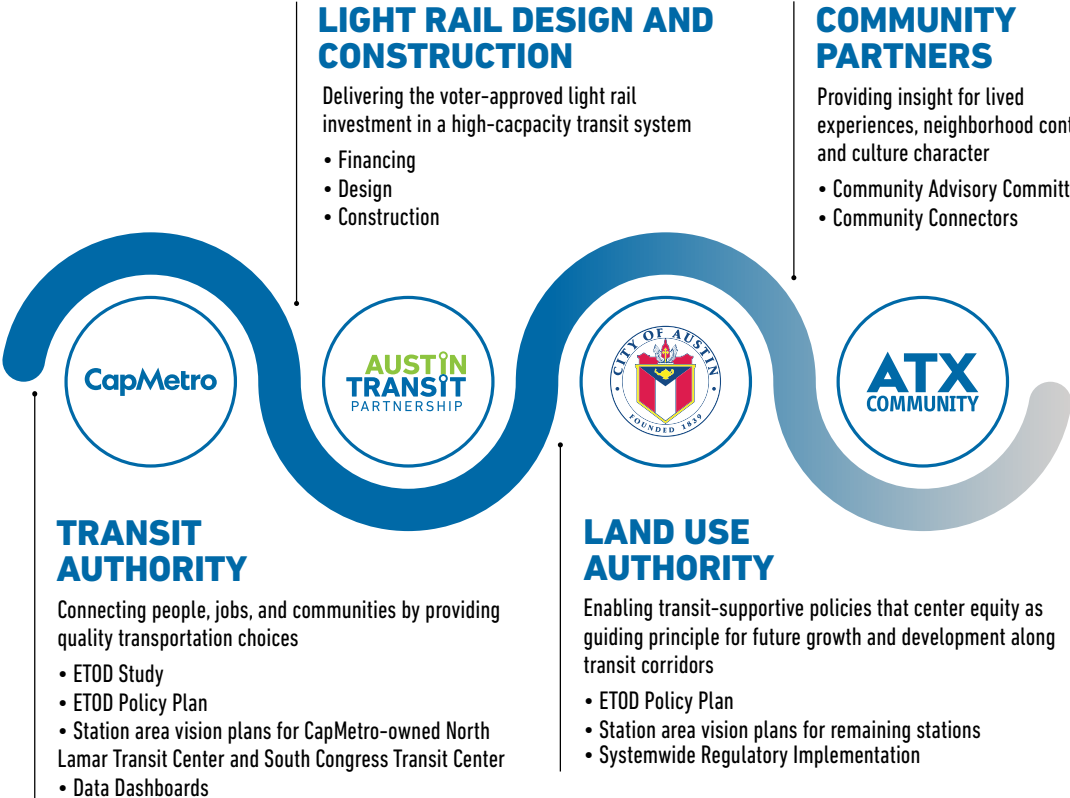 LIGHT RAIL DESIGN AND
CONSTRUCTION
Delivering the voter-approved light rail
investment in a high-cacpacity transit system
• Financing
• Design
• Construction
COMMUNITY
PARTNERS
Providing insight for lived
experiences, neighborhood
and culture character
• Community Advisory
• Community Connectors
CapMetro
AUSTIN
TRANSIT
PARTNERSHIP
CITY OF AUSTIN
FOUNDED 1839
ATX
COMMUNITY
TRANSIT
AUTHORITY
Connecting people, jobs, and communities by providing
quality transportation choices
• ETOD Study
• ETOD Policy Plan
• Station area vision plans for CapMetro-owned North
Lamar Transit Center and South Congress Transit Center
• Data Dashboards
LAND USE
AUTHORITY
Enabling transit-supportive policies that center equity as
guiding principle for future growth and development along
transit corridors
• ETOD Policy Plan
• Station area vision plans for remaining stations
• Systemwide Regulatory Implementation